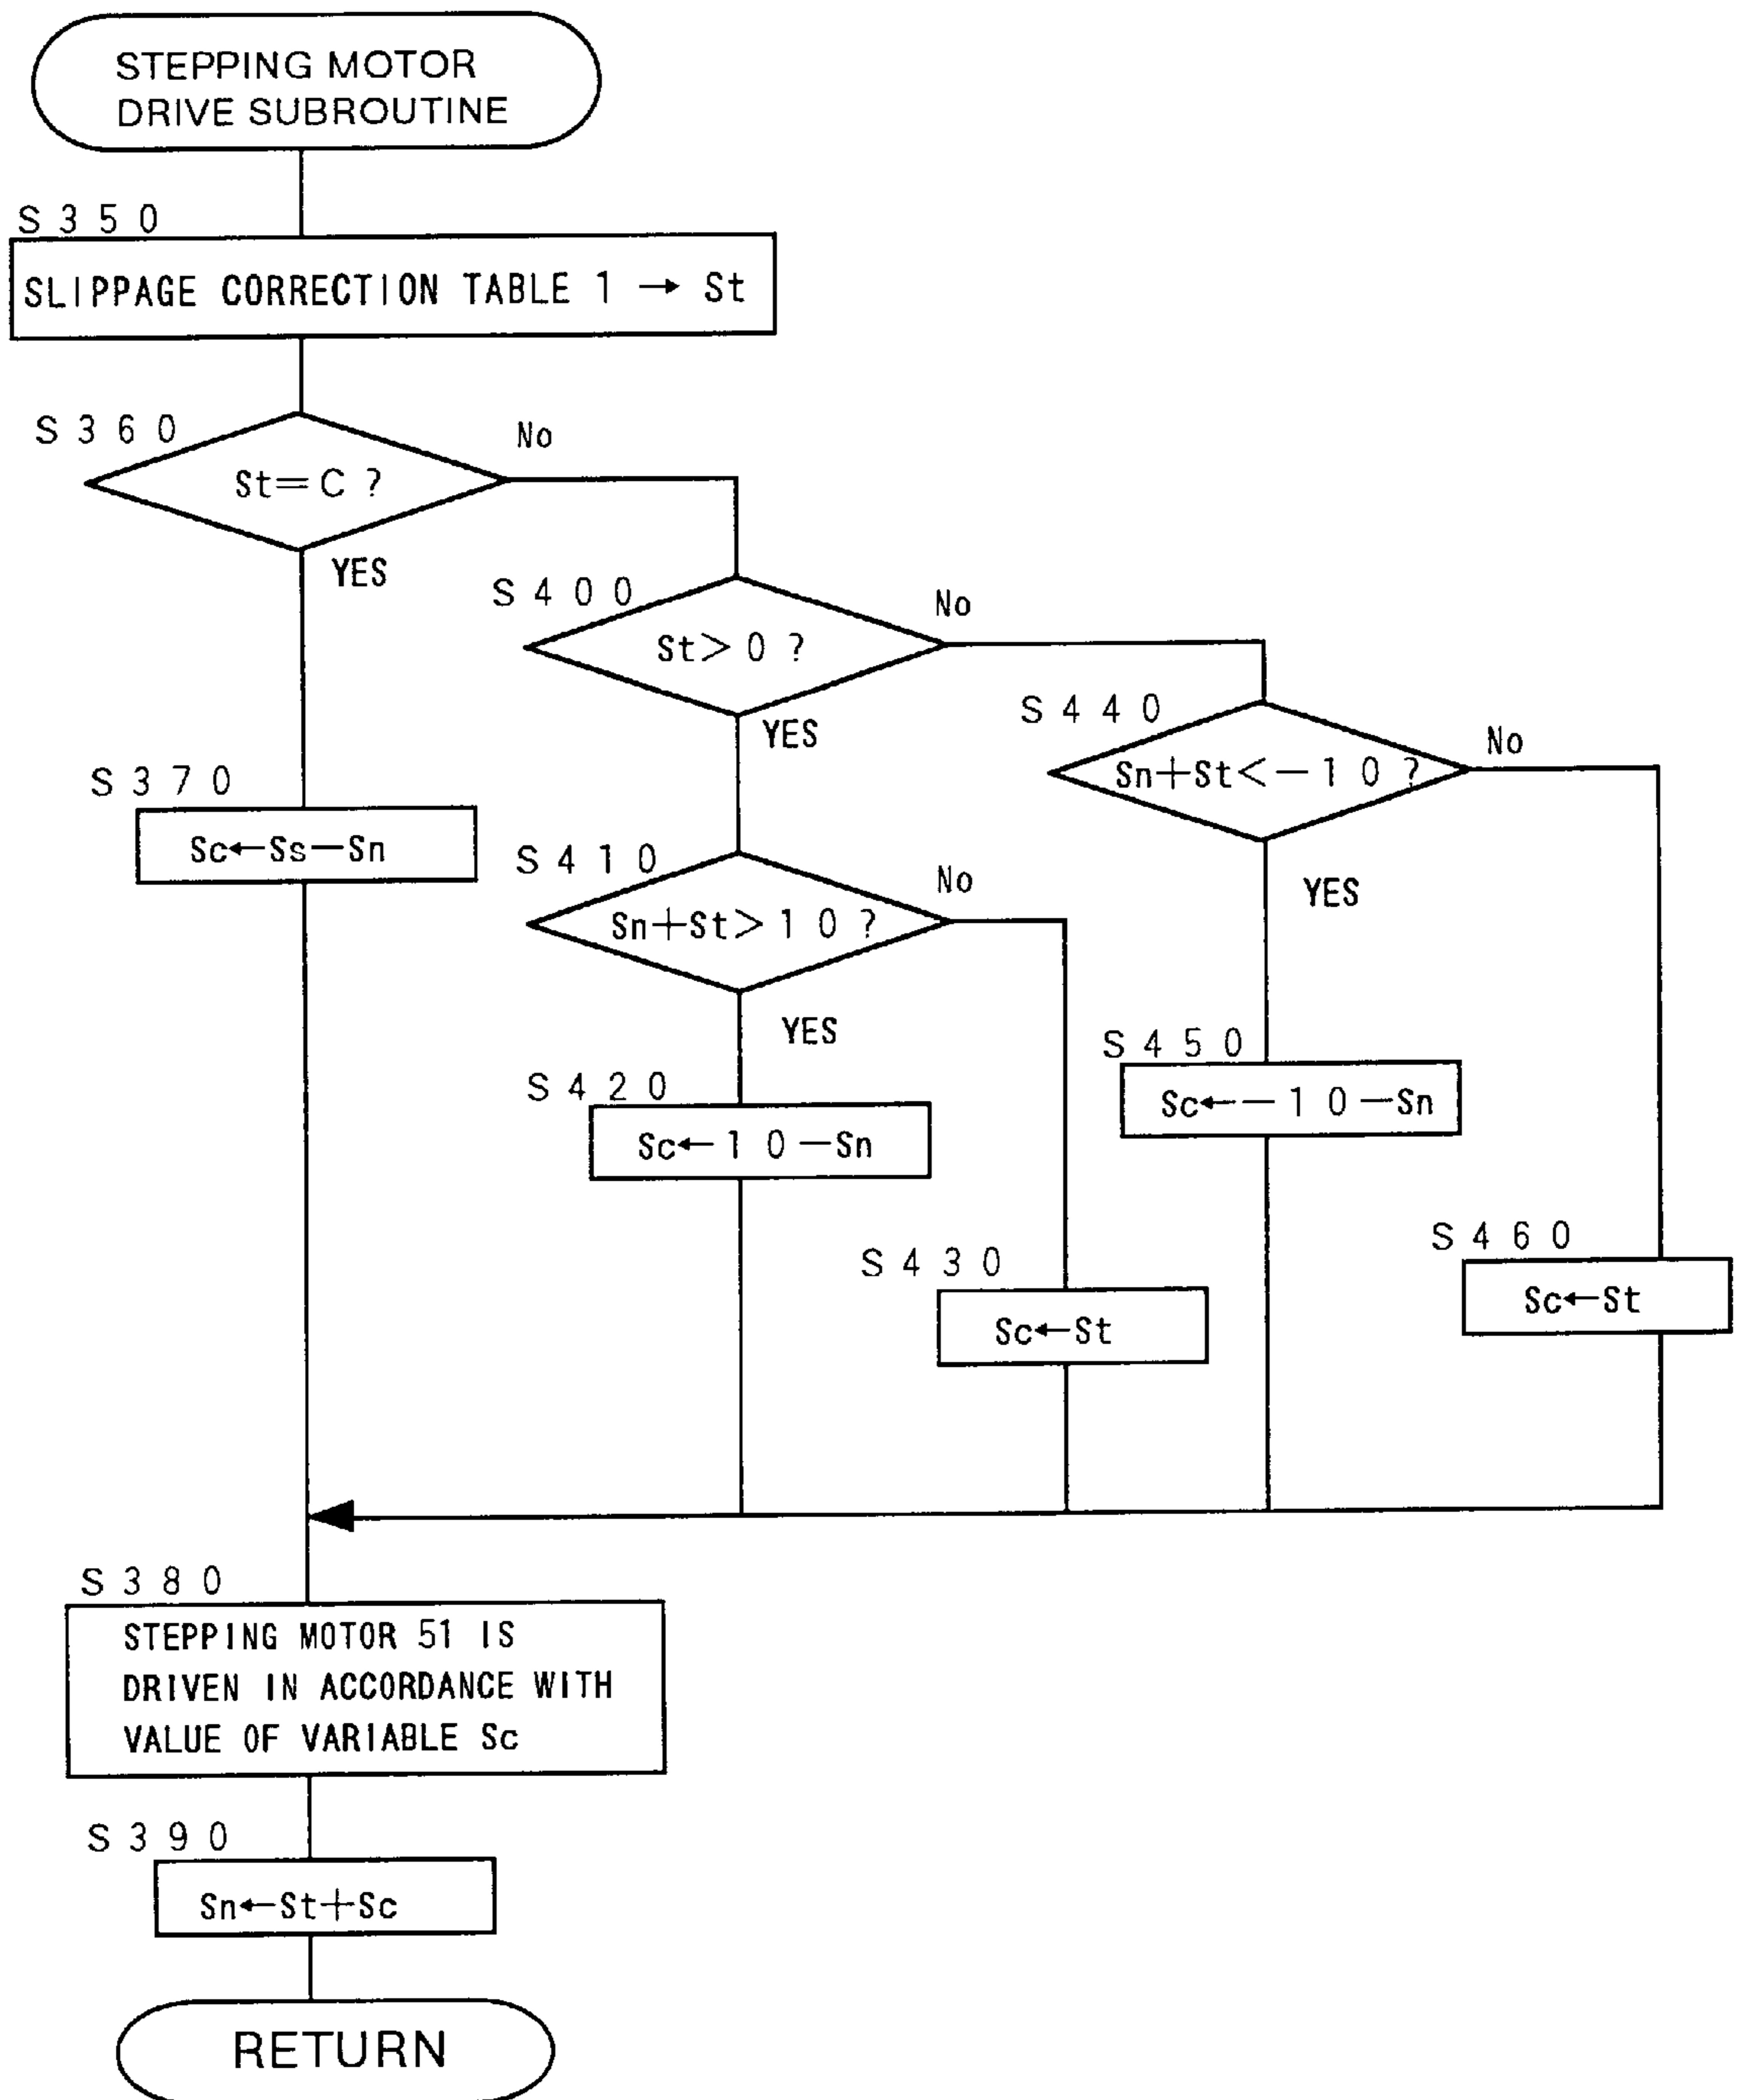 STEPPING MOTOR
DRIVE SUBROUTINE
S350
SLIPPAGE CORRECTION TABLE 1 → St
S360
St=C ?
No
YES
S400
St>0 ?
No
YES
S440
Sn+St<-10 ?
No
YES
S370
Sc←Ss-Sn
S410
Sn+St>10 ?
No
YES
S420
Sc←10-Sn
S450
Sc←-10-Sn
S430
Sc←St
S460
Sc←St
S380
STEPPING MOTOR 51 IS
DRIVEN IN ACCORDANCE WITH
VALUE OF VARIABLE Sc
S390
Sn←St+Sc
RETURN